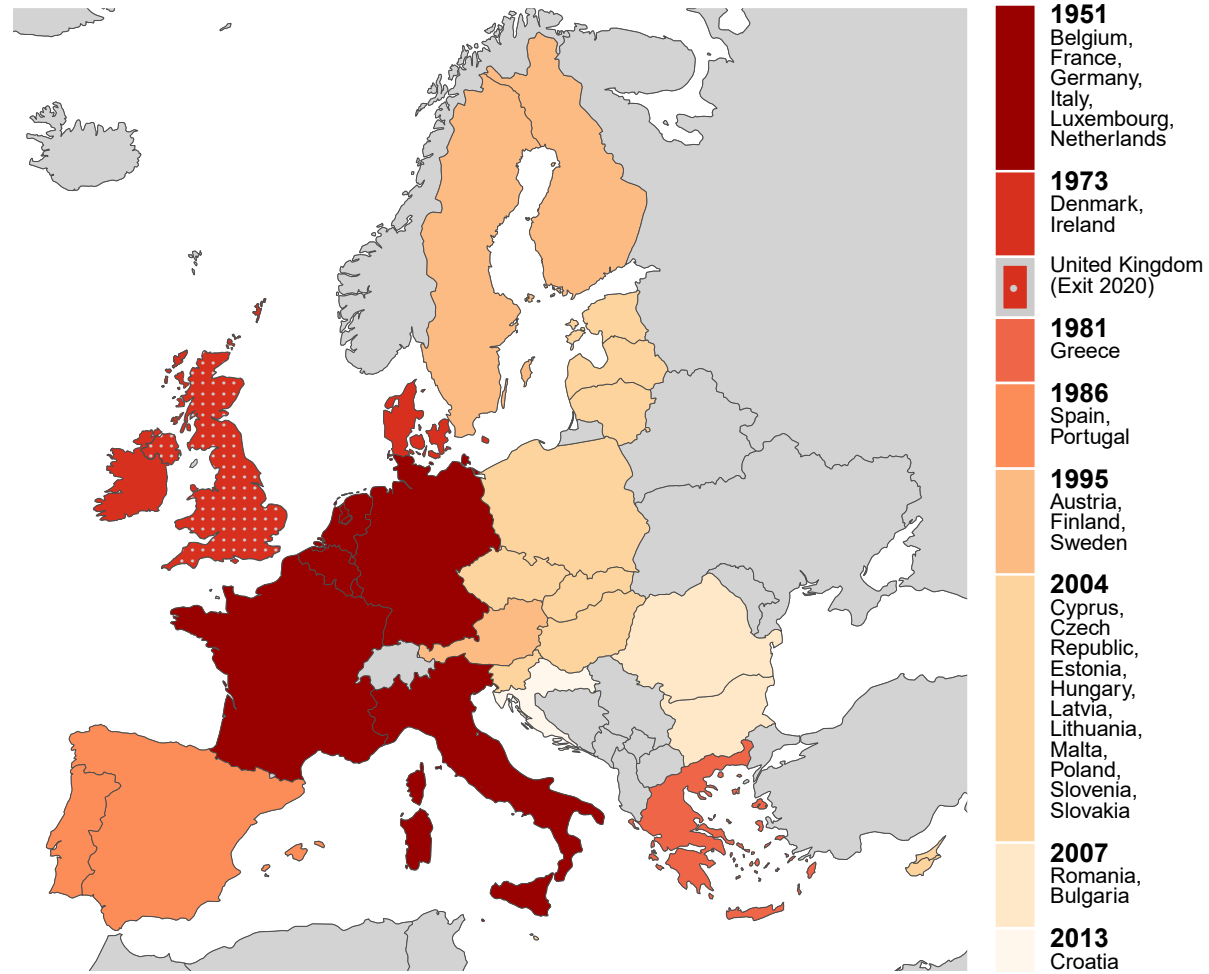 1951
Belgium,
France,
Germany,
Italy,
Luxembourg,
Netherlands
1973
Denmark,
Ireland
United Kingdom
(Exit 2020)
1981
Greece
1986
Spain,
Portugal
1995
Austria,
Finland,
Sweden
2004
Cyprus,
Czech
Republic,
Estonia,
Hungary,
Latvia,
Lithuania,
Malta,
Poland,
Slovenia,
Slovakia
2007
Romania,
Bulgaria
2013
Croatia